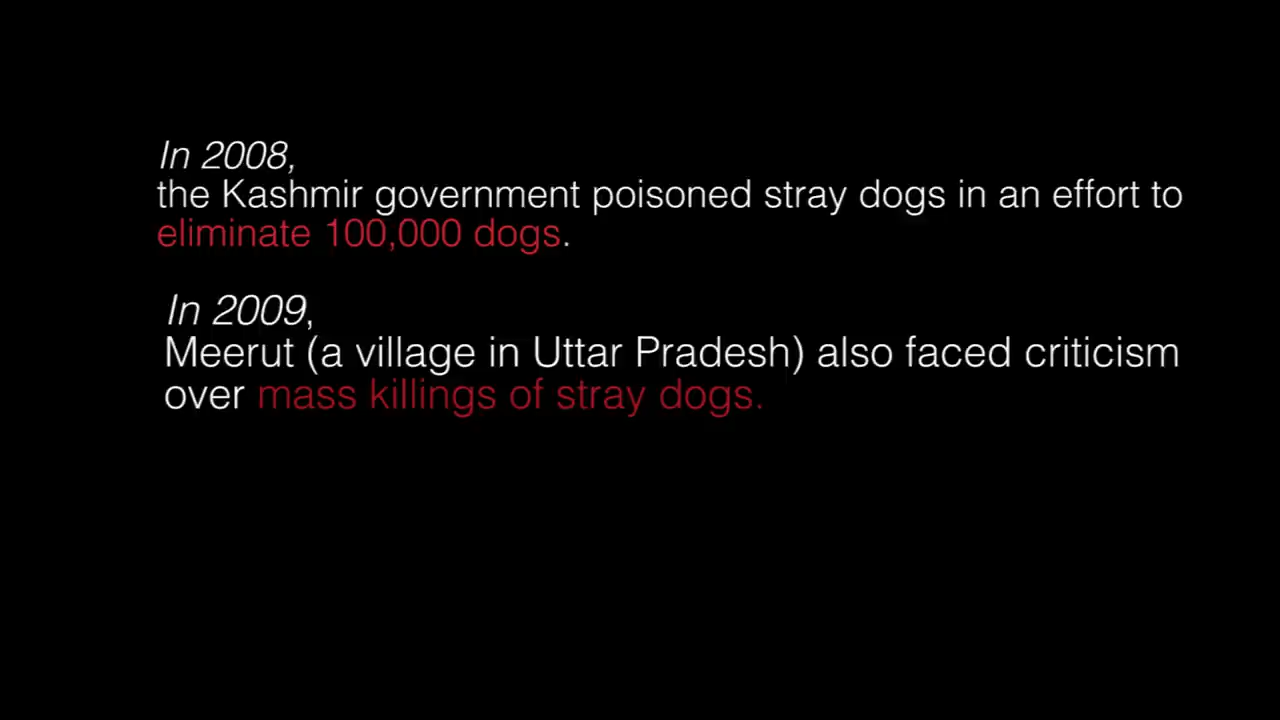 In 2008,
the Kashmir government poisoned stray dogs in an effort to
eliminate 100,000 dogs.
In 2009,
Meerut (a village in Uttar Pradesh) also faced criticism
over mass killings of stray dogs.